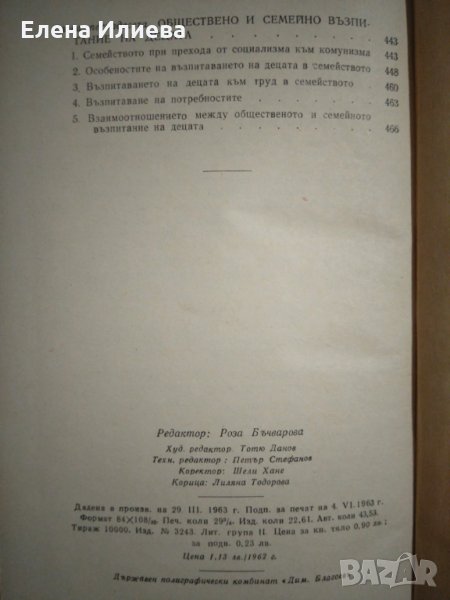 Елена Илиева
ОБЩЕСТВЕНО И СЕМЕЙНО ВЪЗПИ-
ТАНИЕ НА 443
1. Семейството при прехода от социализма към комунизма 443
2. Особеностите на възпитаването на децата в семейството 448
3. Възпитаването на децата към труд в семейството 460
4. Възпитаване на потребностите 463
5. Взаимоотношението между общественото и семейното
възпитание на децата 466
Редактор: Роза Бъчварова
Худ. редактор Тотю Данов
Техн. редактор: Петър Стефанов
Коректор: Шели Хане
Корица: Лиляна Тодорова
Дадена в произв. на 29. III. 1963 г. Подп. за печат на 4. VI. 1963 г.
Формат 84×108/32. Печ. коли 29³/₄. Изд. коли 22,61. Авт. коли 43,53.
Тираж 10000. Изд. № 3243. Лит. група II. Цена за кв. тяло 0,90 лв.;
за подв. 0,23 лв.
Цена 1,13 лв./1962 г.
Държавен полиграфически комбинат «Дим. Благоев»
BAZAR